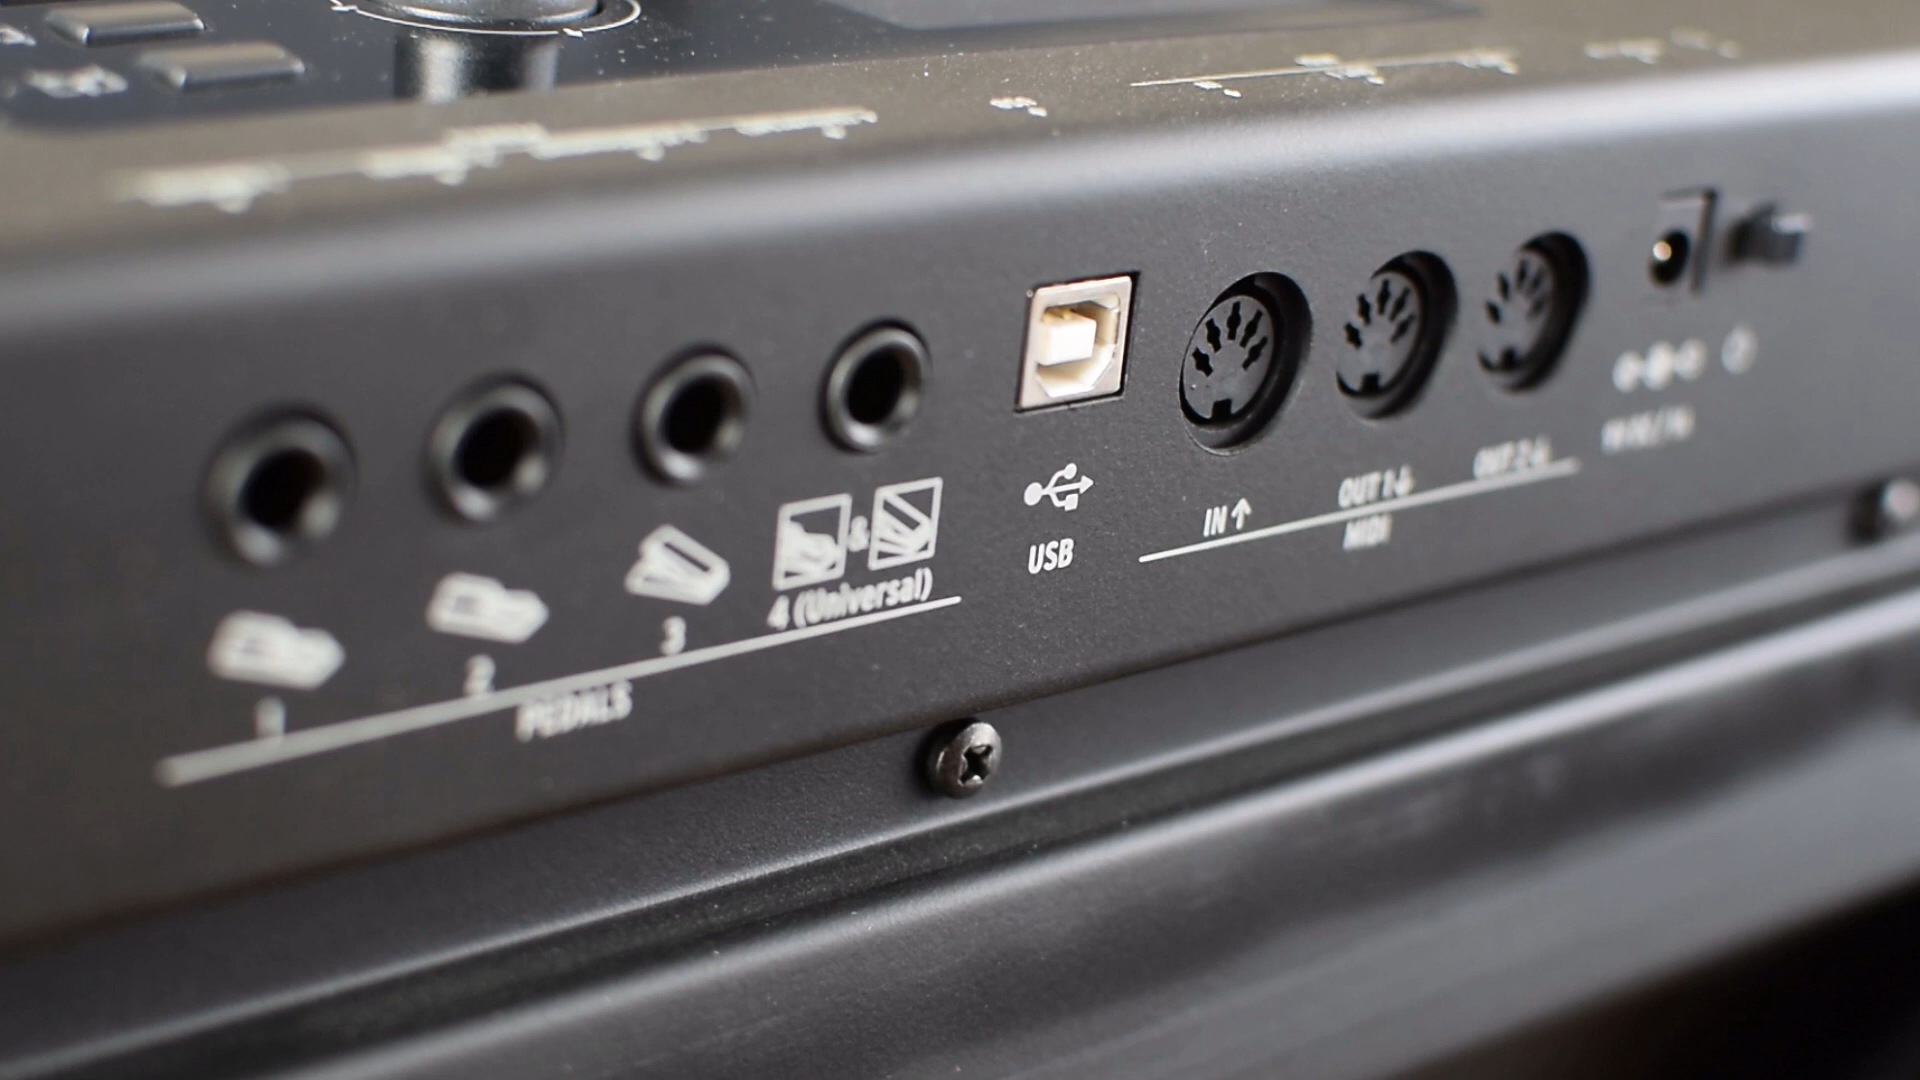 1
2
3
&
4 (Universal)
PEDALS
USB
IN ↑
OUT 1 ↓
OUT 2 ↓
MIDI